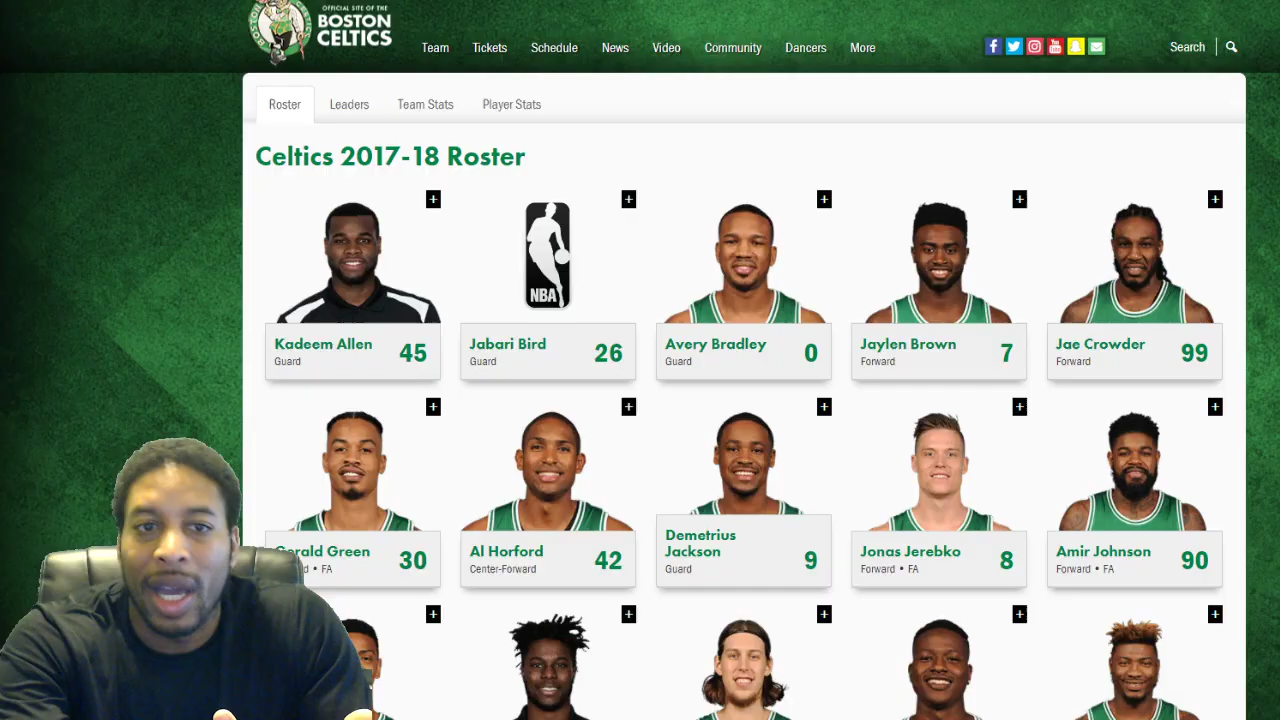 OFFICIAL SITE OF THE
BOSTON
CELTICS
Team Tickets Schedule News Video Community Dancers More
Search
Roster Leaders Team Stats Player Stats
Celtics 2017-18 Roster
+ + + + +
NBA
Kadeem Allen 45
Guard
Jabari Bird 26
Guard
Avery Bradley 0
Guard
Jaylen Brown 7
Forward
Jae Crowder 99
Forward
+ + + + +
Gerald Green 30
• FA
Al Horford 42
Center-Forward
Demetrius
Jackson 9
Guard
Jonas Jerebko 8
Forward • FA
Amir Johnson 90
Forward • FA
+ + + + +